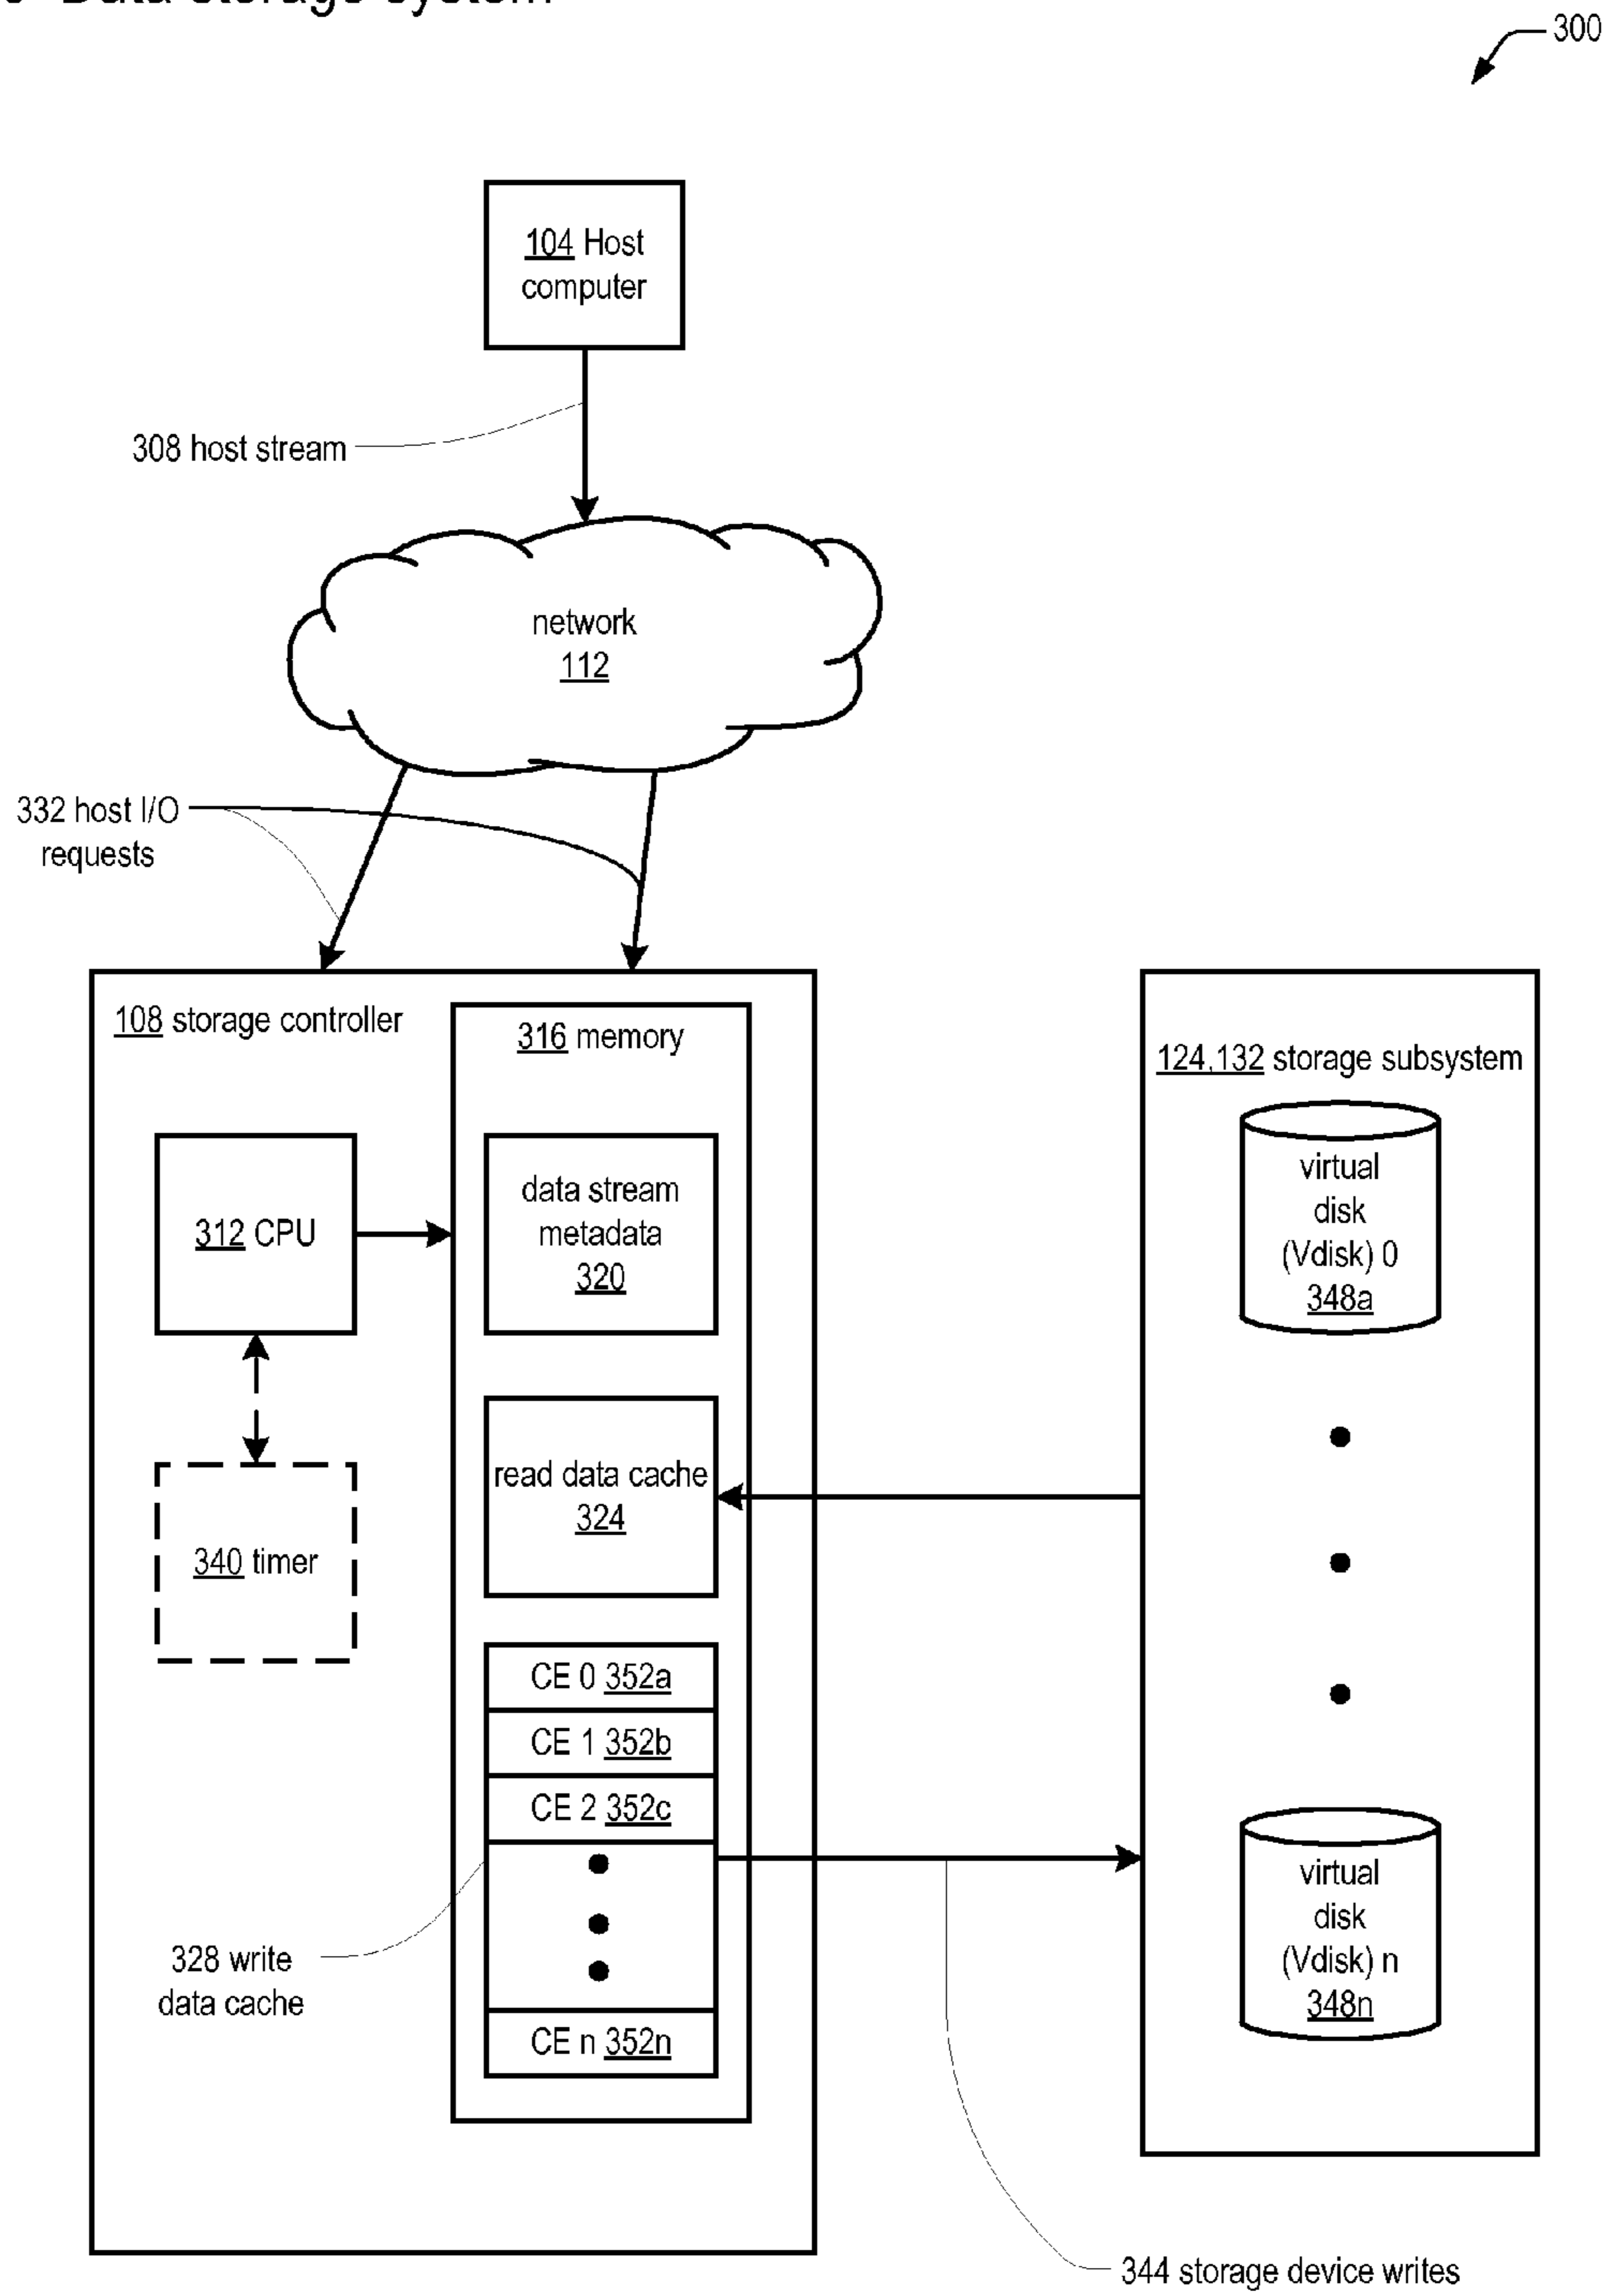 Data storage system
300
104 Host
computer
308 host stream
network
112
332 host I/O
requests
108 storage controller
316 memory
124,132 storage subsystem
data stream
metadata
320
312 CPU
virtual
disk
(Vdisk) 0
348a
read data cache
324
340 timer
CE 0 352a
CE 1 352b
CE 2 352c
328 write
data cache
virtual
disk
(Vdisk) n
348n
CE n 352n
344 storage device writes